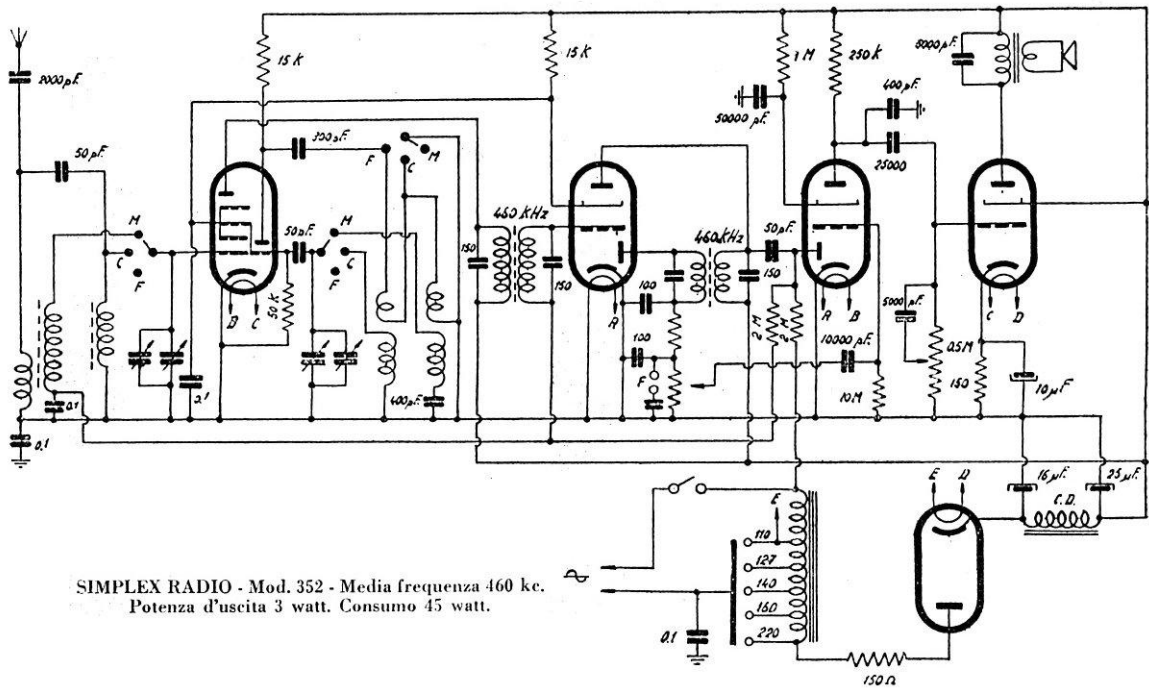 15 K
15 K
1 M
250 K
5000 pF.
2000 pF.
50000 pF.
400 pF.
25000
50 pF.
300 pF.
F
M
C
M
C
F
50 pF.
M
C
F
460 KHz
150
150
460 KHz
150
50 pF.
B
C
50 K
A
100
100
F
2 M
2 M
A
B
10000 pF.
10 M
5000 pF.
0.5 M
C
D
150
10 µF
0.1
0.1
400 pF.
0.1
16 µF.
25 µF.
C.D.
E
D
E
110
127
140
160
220
0.1
150 Ω
SIMPLEX RADIO - Mod. 352 - Media frequenza 460 kc.
Potenza d'uscita 3 watt. Consumo 45 watt.